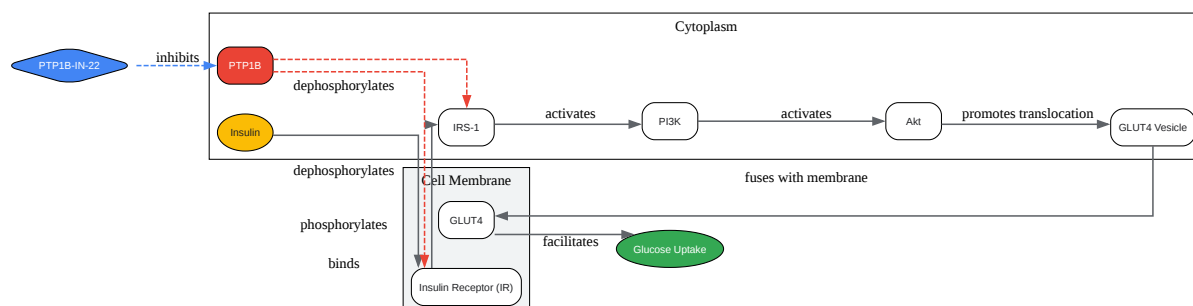 Cytoplasm
PTP1B-IN-22
inhibits
PTP1B
dephosphorylates
Insulin
IRS-1
activates
PI3K
activates
Akt
promotes translocation
GLUT4 Vesicle
dephosphorylates
Cell Membrane
fuses with membrane
phosphorylates
GLUT4
facilitates
Glucose Uptake
binds
Insulin Receptor (IR)